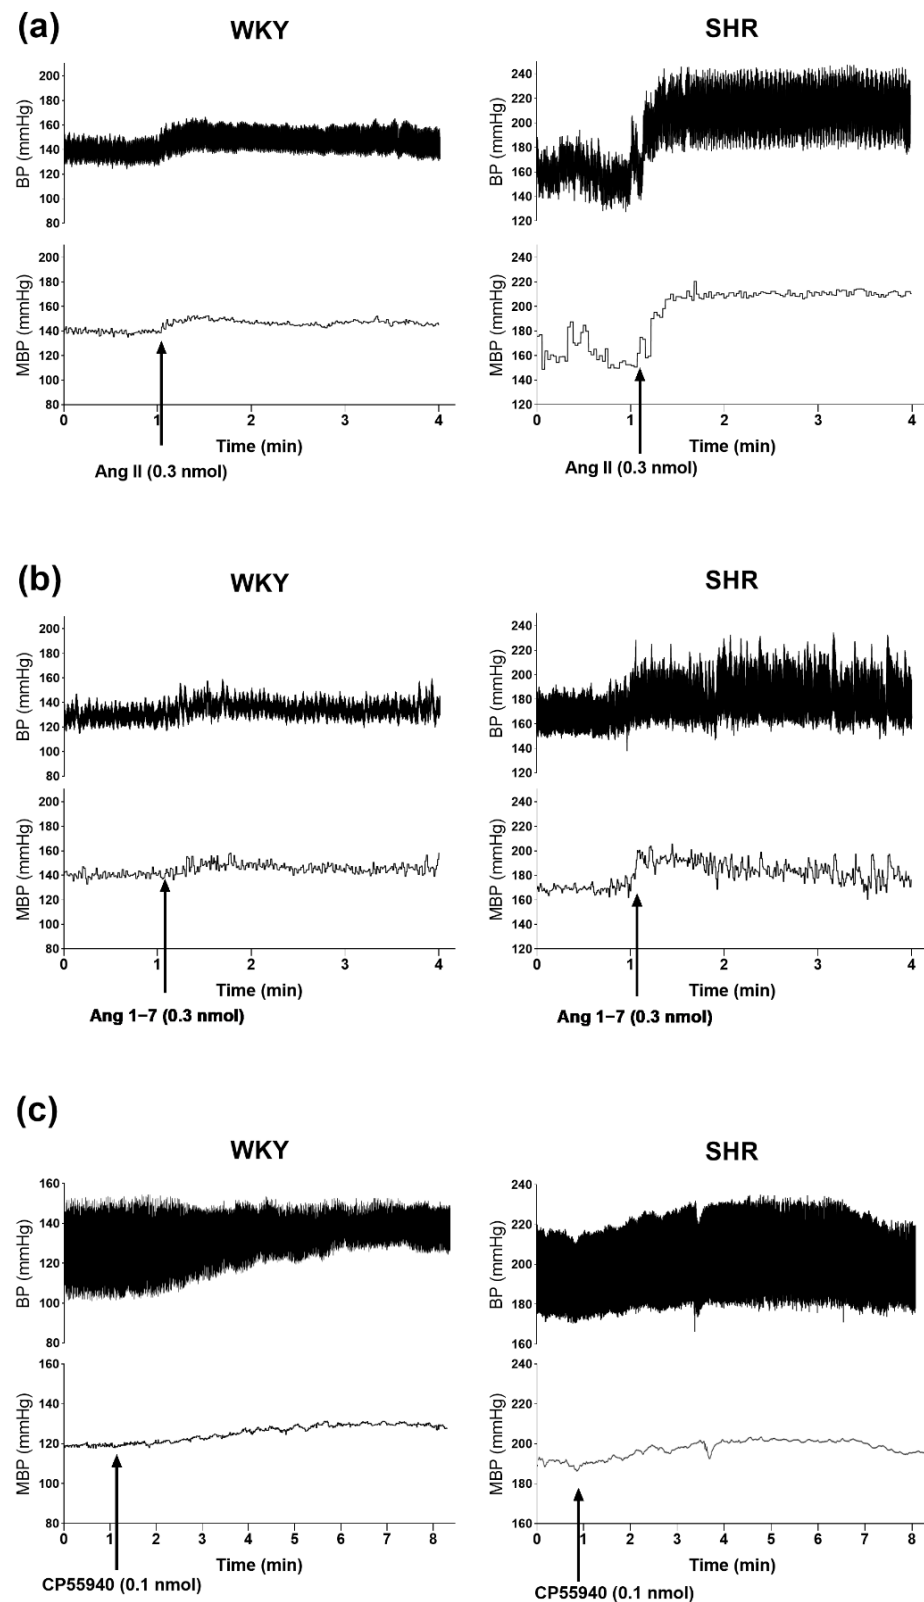 (a)
WKY
SHR
200
180
160
140
120
100
80
BP (mmHg)
240
220
200
180
160
140
120
BP (mmHg)
200
180
160
140
120
100
80
MBP (mmHg)
0 1 2 3 4
Time (min)
Ang II (0.3 nmol)
240
220
200
180
160
140
120
MBP (mmHg)
0 1 2 3 4
Time (min)
Ang II (0.3 nmol)
(b)
WKY
SHR
200
180
160
140
120
100
80
BP (mmHg)
240
220
200
180
160
140
120
BP (mmHg)
200
180
160
140
120
100
80
MBP (mmHg)
0 1 2 3 4
Time (min)
Ang 1–7 (0.3 nmol)
240
220
200
180
160
140
120
MBP (mmHg)
0 1 2 3 4
Time (min)
Ang 1–7 (0.3 nmol)
(c)
WKY
SHR
160
140
120
100
80
BP (mmHg)
240
220
200
180
160
BP (mmHg)
160
130
120
100
80
MBP (mmHg)
0 1 2 3 4 5 6 7 8
Time (min)
CP55940 (0.1 nmol)
240
220
200
180
160
MBP (mmHg)
0 1 2 3 4 5 6 7 8
Time (min)
CP55940 (0.1 nmol)